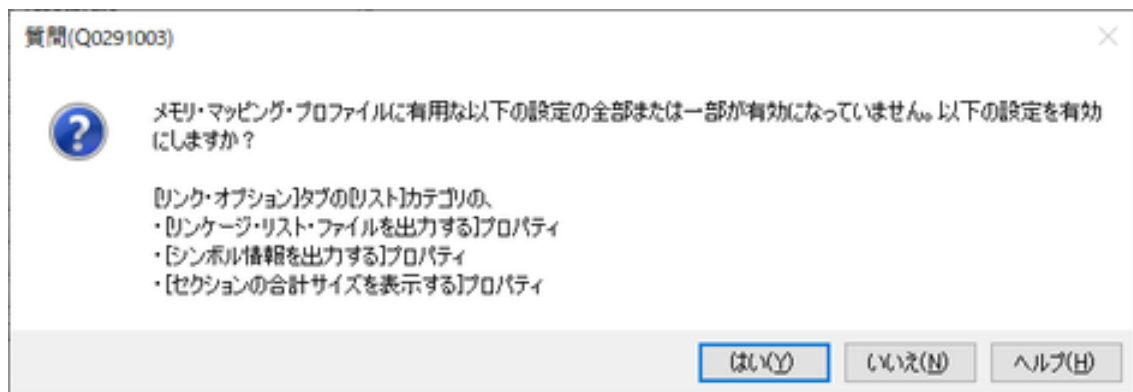 質問(Q0291003)
メモリ・マッピング・プロファイルに有用な以下の設定の全部または一部が有効になっていません。以下の設定を有効
にしますか？
[リンク・オプション]タブの[リスト]カテゴリの、
・[リンケージ・リスト・ファイルを出力する]プロパティ
・[シンボル情報を出力する]プロパティ
・[セクションの合計サイズを表示する]プロパティ
はい(Y)
いいえ(N)
ヘルプ(H)